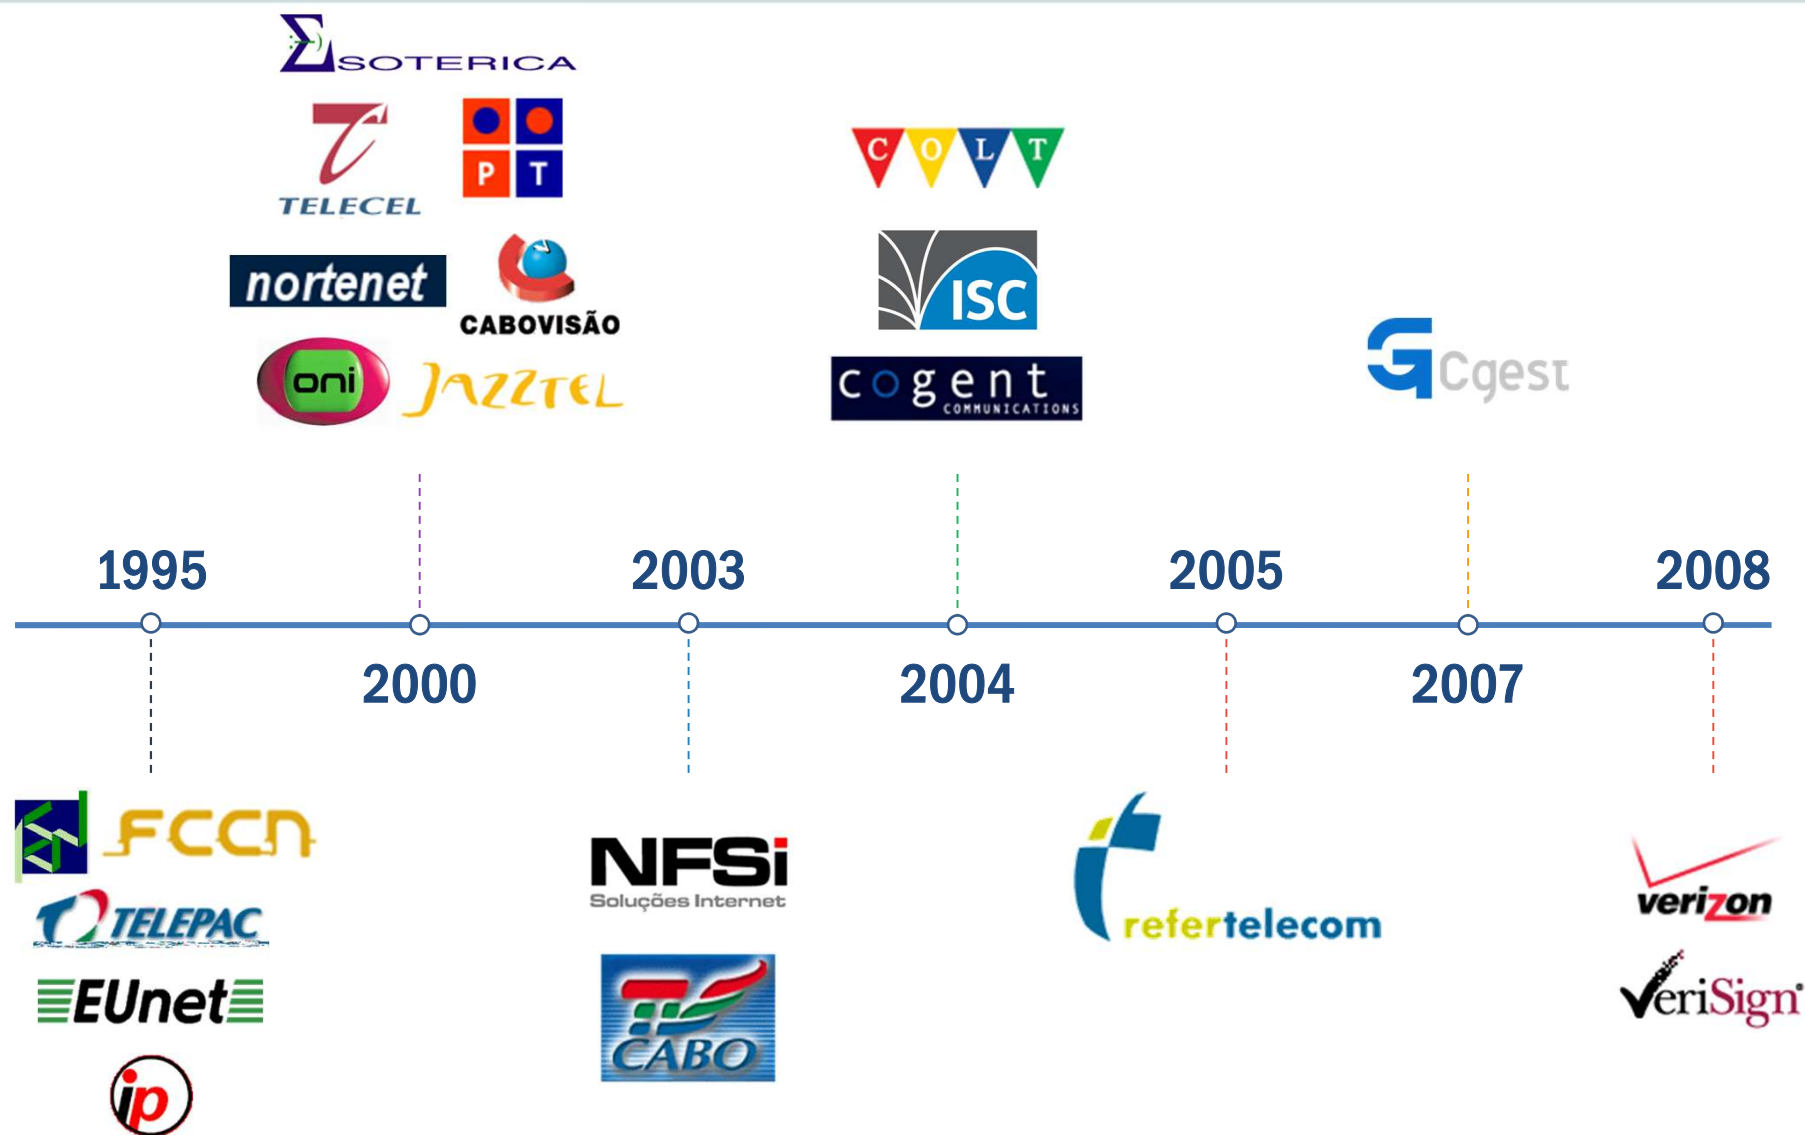 ΣSOTERICA
TELECEL
P T
nortenet
CABOVISÃO
oni
JAZZTEL
COLT
ISC
cogent
COMMUNICATIONS
Cgest
1995
2003
2005
2008
2000
2004
2007
FCCN
TELEPAC
EUnet
ip
NFSi
Soluções Internet
TV
CABO
refertelecom
verizon
VeriSign